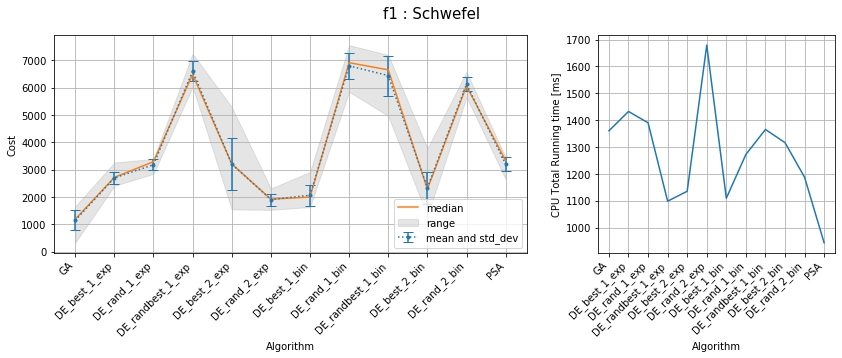 f1 : Schwefel
Cost
7000
6000
5000
4000
3000
2000
1000
0
median
range
mean and std_dev
GA
DE_best_1_exp
DE_rand_1_exp
DE_randbest_1_exp
DE_best_2_exp
DE_rand_2_exp
DE_best_1_bin
DE_rand_1_bin
DE_randbest_1_bin
DE_best_2_bin
DE_rand_2_bin
PSA
Algorithm
CPU Total Running time [ms]
1700
1600
1500
1400
1300
1200
1100
1000
GA
DE_best_1_exp
DE_rand_1_exp
DE_randbest_1_exp
DE_best_2_exp
DE_rand_2_exp
DE_best_1_bin
DE_rand_1_bin
DE_randbest_1_bin
DE_best_2_bin
DE_rand_2_bin
PSA
Algorithm